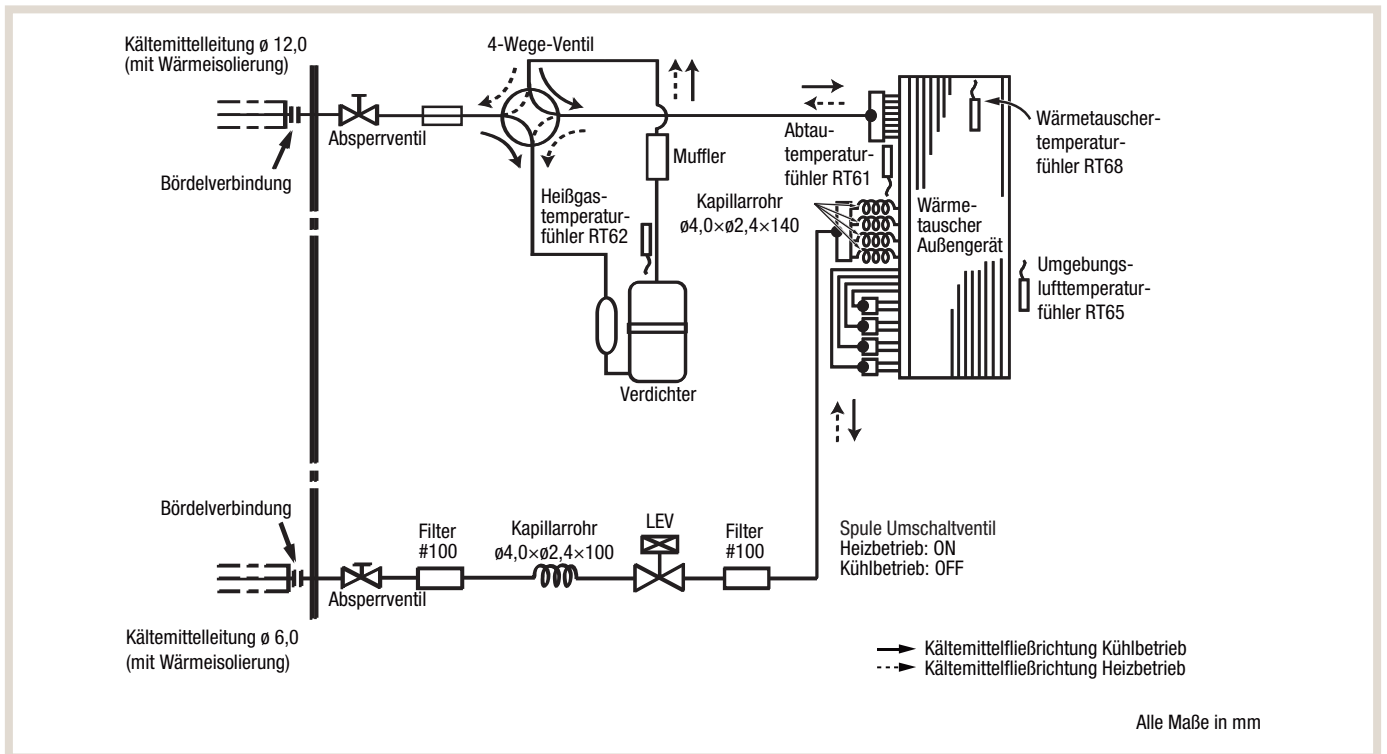 Kältemittelleitung ø 12,0
(mit Wärmeisolierung)
4-Wege-Ventil
Absperrventil
Bördelverbindung
Muffler
Heißgas-
temperatur-
fühler RT62
Verdichter
Abtau-
temperatur-
fühler RT61
Kapillarrohr
ø4,0×ø2,4×140
Wärmetauscher-
temperatur-
fühler RT68
Wärme-
tauscher
Außengerät
Umgebungs-
lufttemperatur-
fühler RT65
Bördelverbindung
Absperrventil
Filter
#100
Kapillarrohr
ø4,0×ø2,4×100
LEV
Filter
#100
Spule Umschaltventil
Heizbetrieb: ON
Kühlbetrieb: OFF
Kältemittelleitung ø 6,0
(mit Wärmeisolierung)
Kältemittelfließrichtung Kühlbetrieb
Kältemittelfließrichtung Heizbetrieb
Alle Maße in mm